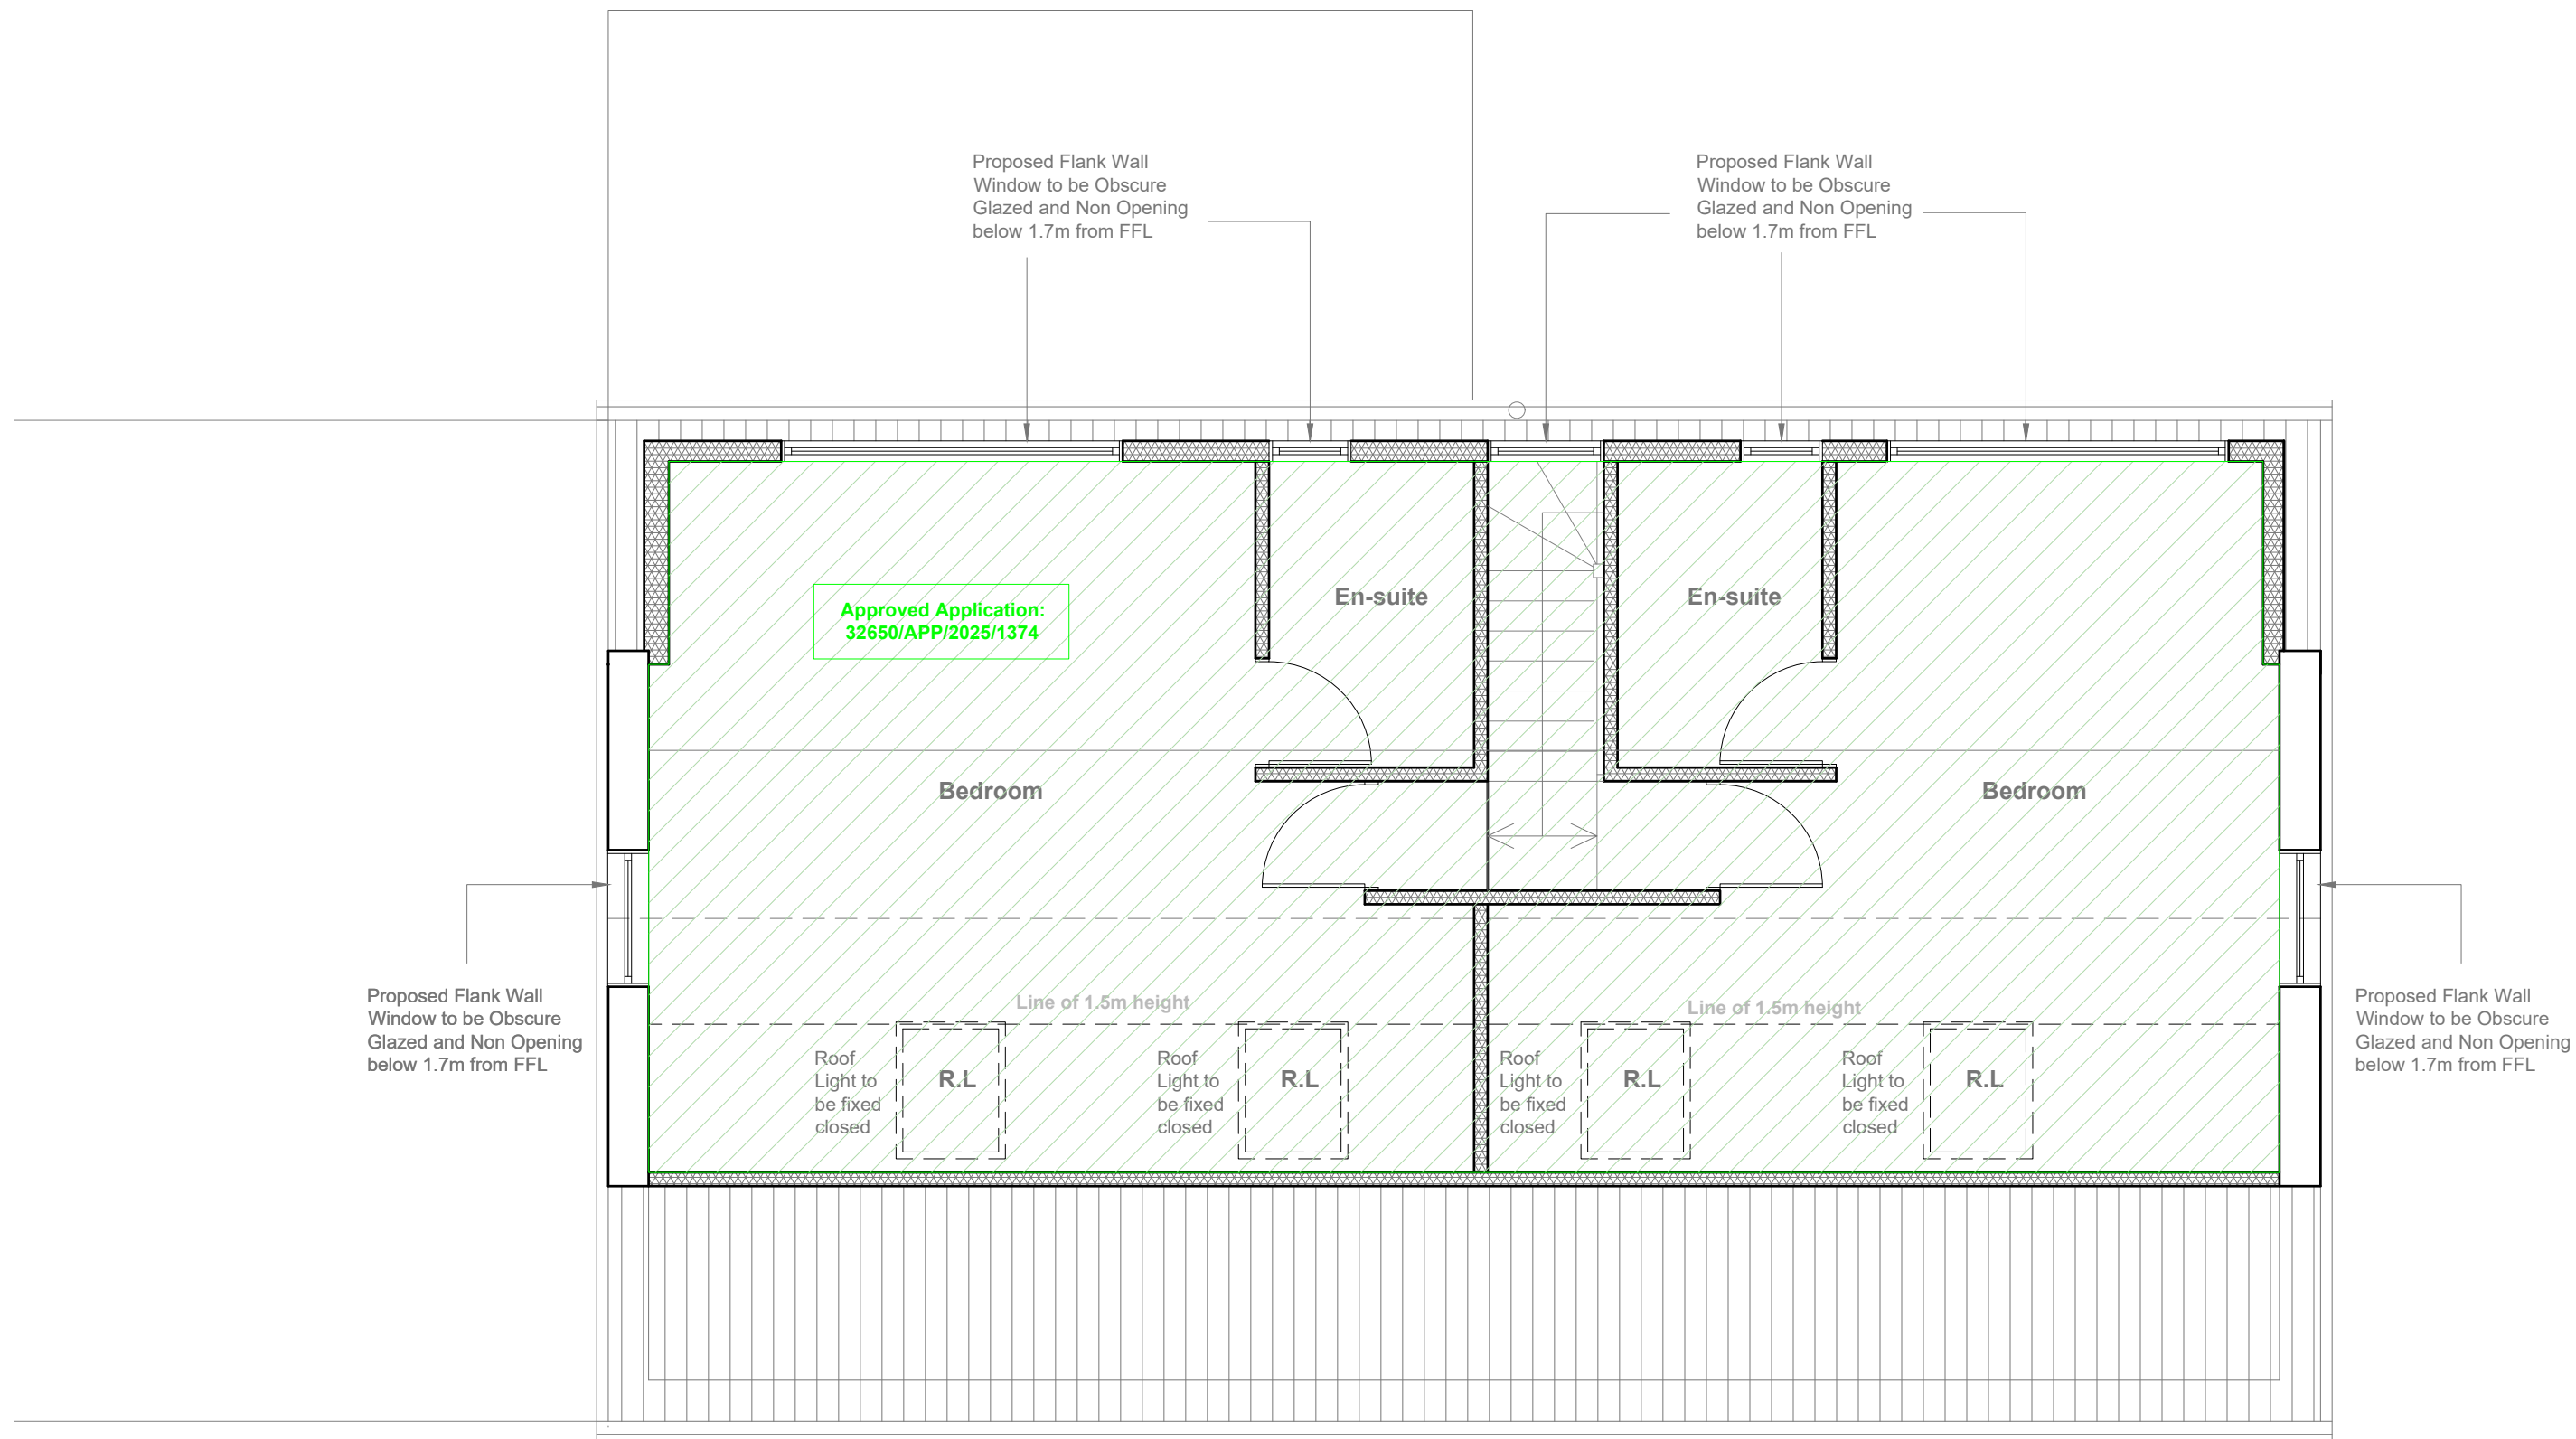 Proposed Flank Wall
Window to be Obscure
Glazed and Non Opening
below 1.7m from FFL
Proposed Flank Wall
Window to be Obscure
Glazed and Non Opening
below 1.7m from FFL
Approved Application:
32650/APP/2025/1374
En-suite
En-suite
Bedroom
Bedroom
Proposed Flank Wall
Window to be Obscure
Glazed and Non Opening
below 1.7m from FFL
Line of 1.5m height
Line of 1.5m height
Proposed Flank Wall
Window to be Obscure
Glazed and Non Opening
below 1.7m from FFL
Roof
Light to
be fixed
closed
R.L
Roof
Light to
be fixed
closed
R.L
Roof
Light to
be fixed
closed
R.L
Roof
Light to
be fixed
closed
R.L